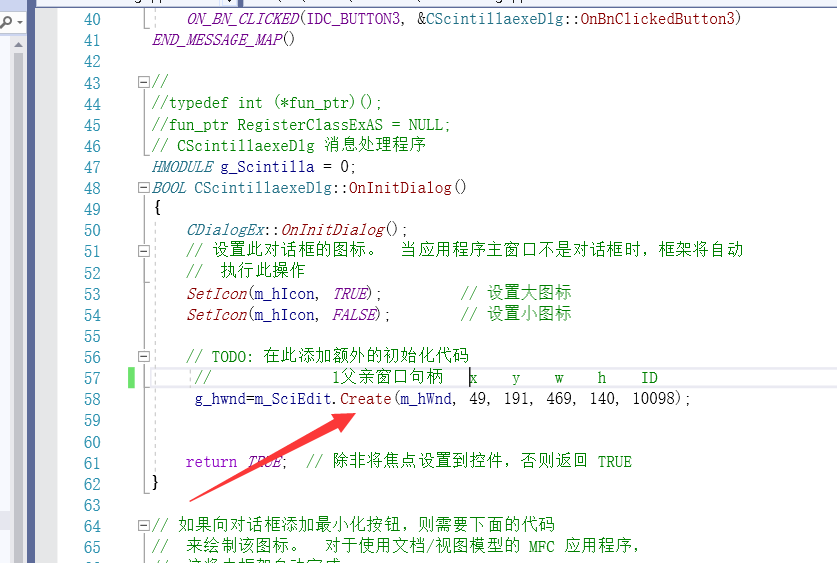 40 ON_BN_CLICKED(IDC_BUTTON3, &CScintillaexeDlg::OnBnClickedButton3)
41 END_MESSAGE_MAP()
42
43 //
44 //typedef int (*fun_ptr)();
45 //fun_ptr RegisterClassExAS = NULL;
46 // CScintillaexeDlg 消息处理程序
47 HMODULE g_Scintilla = 0;
48 BOOL CScintillaexeDlg::OnInitDialog()
49 {
50 CDialogEx::OnInitDialog();
51 // 设置此对话框的图标。 当应用程序主窗口不是对话框时，框架将自动
52 // 执行此操作
53 SetIcon(m_hIcon, TRUE); // 设置大图标
54 SetIcon(m_hIcon, FALSE); // 设置小图标
55
56 // TODO: 在此添加额外的初始化代码
57 // 1父亲窗口句柄 x y w h ID
58 g_hwnd=m_SciEdit.Create(m_hWnd, 49, 191, 469, 140, 10098);
59
60
61 return TRUE; // 除非将焦点设置到控件，否则返回 TRUE
62 }
63
64 // 如果向对话框添加最小化按钮，则需要下面的代码
65 // 来绘制该图标。 对于使用文档/视图模型的 MFC 应用程序，